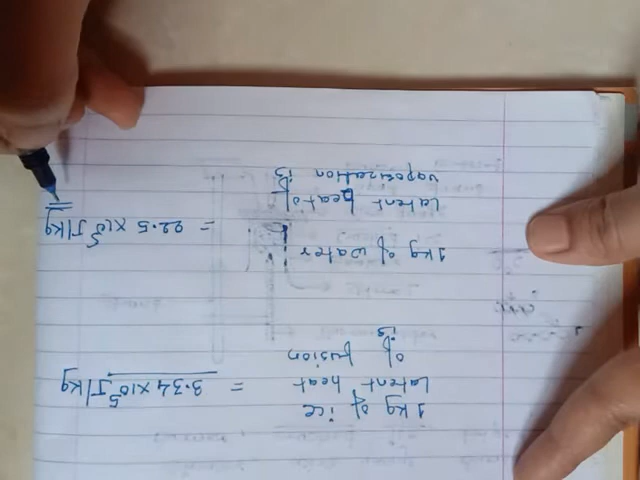 1 kg of ice
Latent heat = 3.34 × 10⁵ J/kg
of fusion
is
1 kg of water
Latent heat of = 22.5 × 10⁵ J/kg
vaporization is